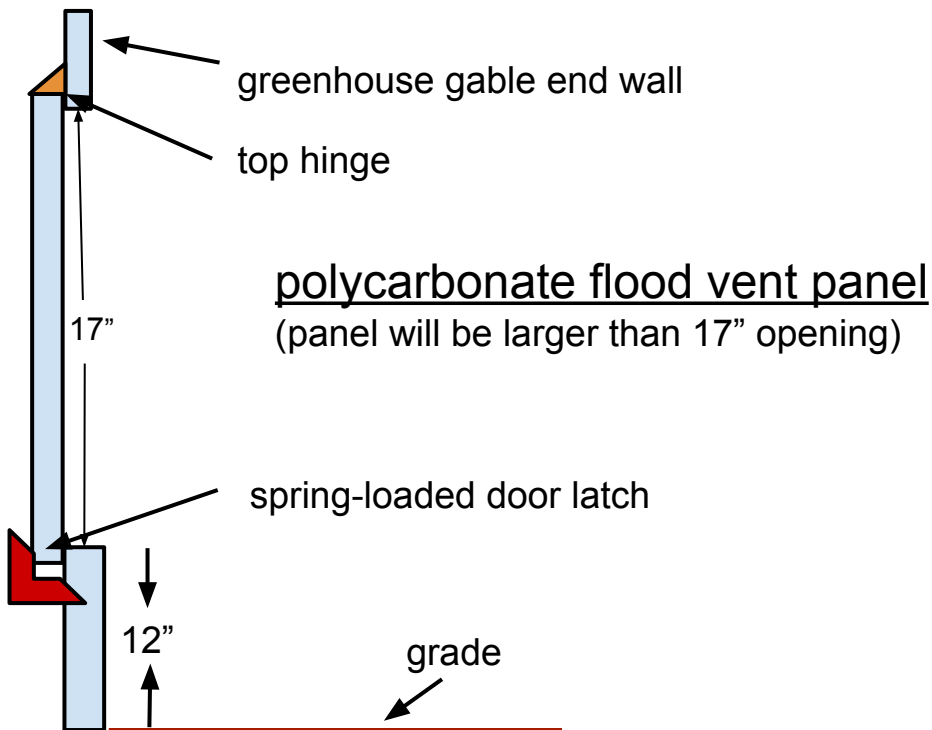 greenhouse gable end wall
top hinge
polycarbonate flood vent panel
(panel will be larger than 17” opening)
17”
spring-loaded door latch
12”
grade